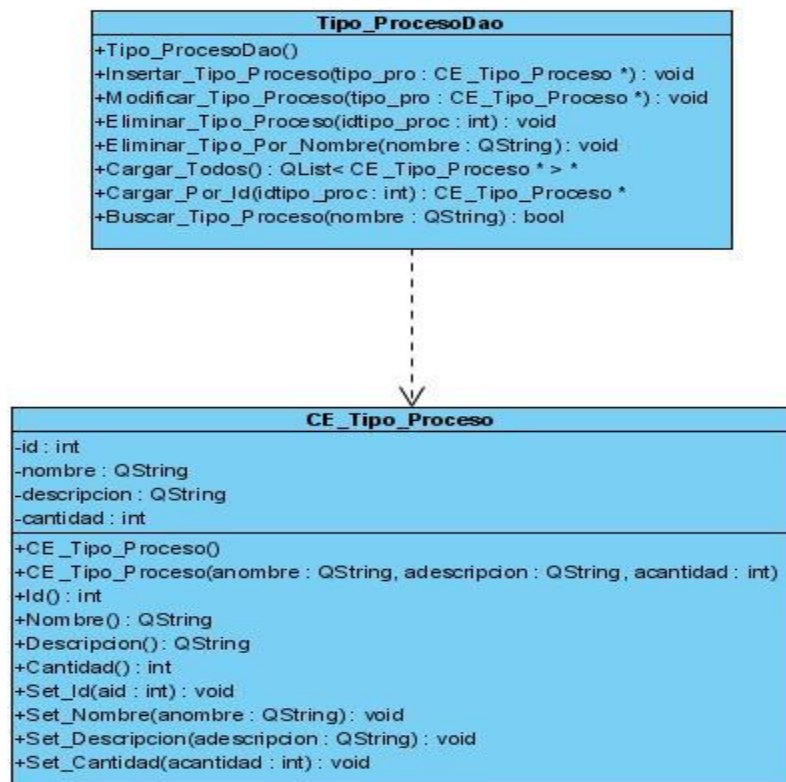 Tipo_ProcesoDao
+Tipo_ProcesoDao()
+Insertar_Tipo_Proceso(tipo_pro : CE_Tipo_Proceso *) : void
+Modificar_Tipo_Proceso(tipo_pro : CE_Tipo_Proceso *) : void
+Eliminar_Tipo_Proceso(idtipo_proc : int) : void
+Eliminar_Tipo_Por_Nombre(nombre : QString) : void
+Cargar_Todos() : QList< CE_Tipo_Proceso * > *
+Cargar_Por_Id(idtipo_proc : int) : CE_Tipo_Proceso *
+Buscar_Tipo_Proceso(nombre : QString) : bool
CE_Tipo_Proceso
-id : int
-nombre : QString
-descripcion : QString
-cantidad : int
+CE_Tipo_Proceso()
+CE_Tipo_Proceso(anombre : QString, adescripcion : QString, acantidad : int)
+Id() : int
+Nombre() : QString
+Descripcion() : QString
+Cantidad() : int
+Set_Id(aid : int) : void
+Set_Nombre(anombre : QString) : void
+Set_Descripcion(adescripcion : QString) : void
+Set_Cantidad(acantidad : int) : void